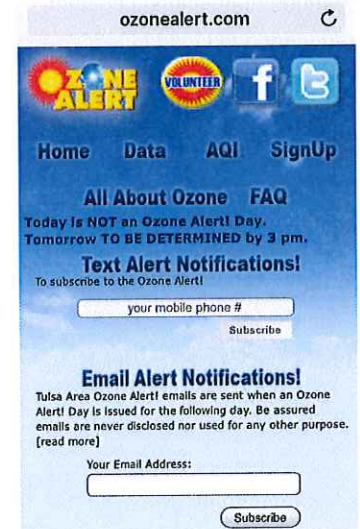 ozonealert.com
OZONE
ALERT
VOLUNTEER
Home Data AQI SignUp
All About Ozone FAQ
Today is NOT an Ozone Alert! Day.
Tomorrow TO BE DETERMINED by 3 pm.
Text Alert Notifications!
To subscribe to the Ozone Alert!
your mobile phone #
Subscribe
Email Alert Notifications!
Tulsa Area Ozone Alert! emails are sent when an Ozone
Alert! Day is issued for the following day. Be assured
emails are never disclosed nor used for any other purpose.
[read more]
Your Email Address:
Subscribe